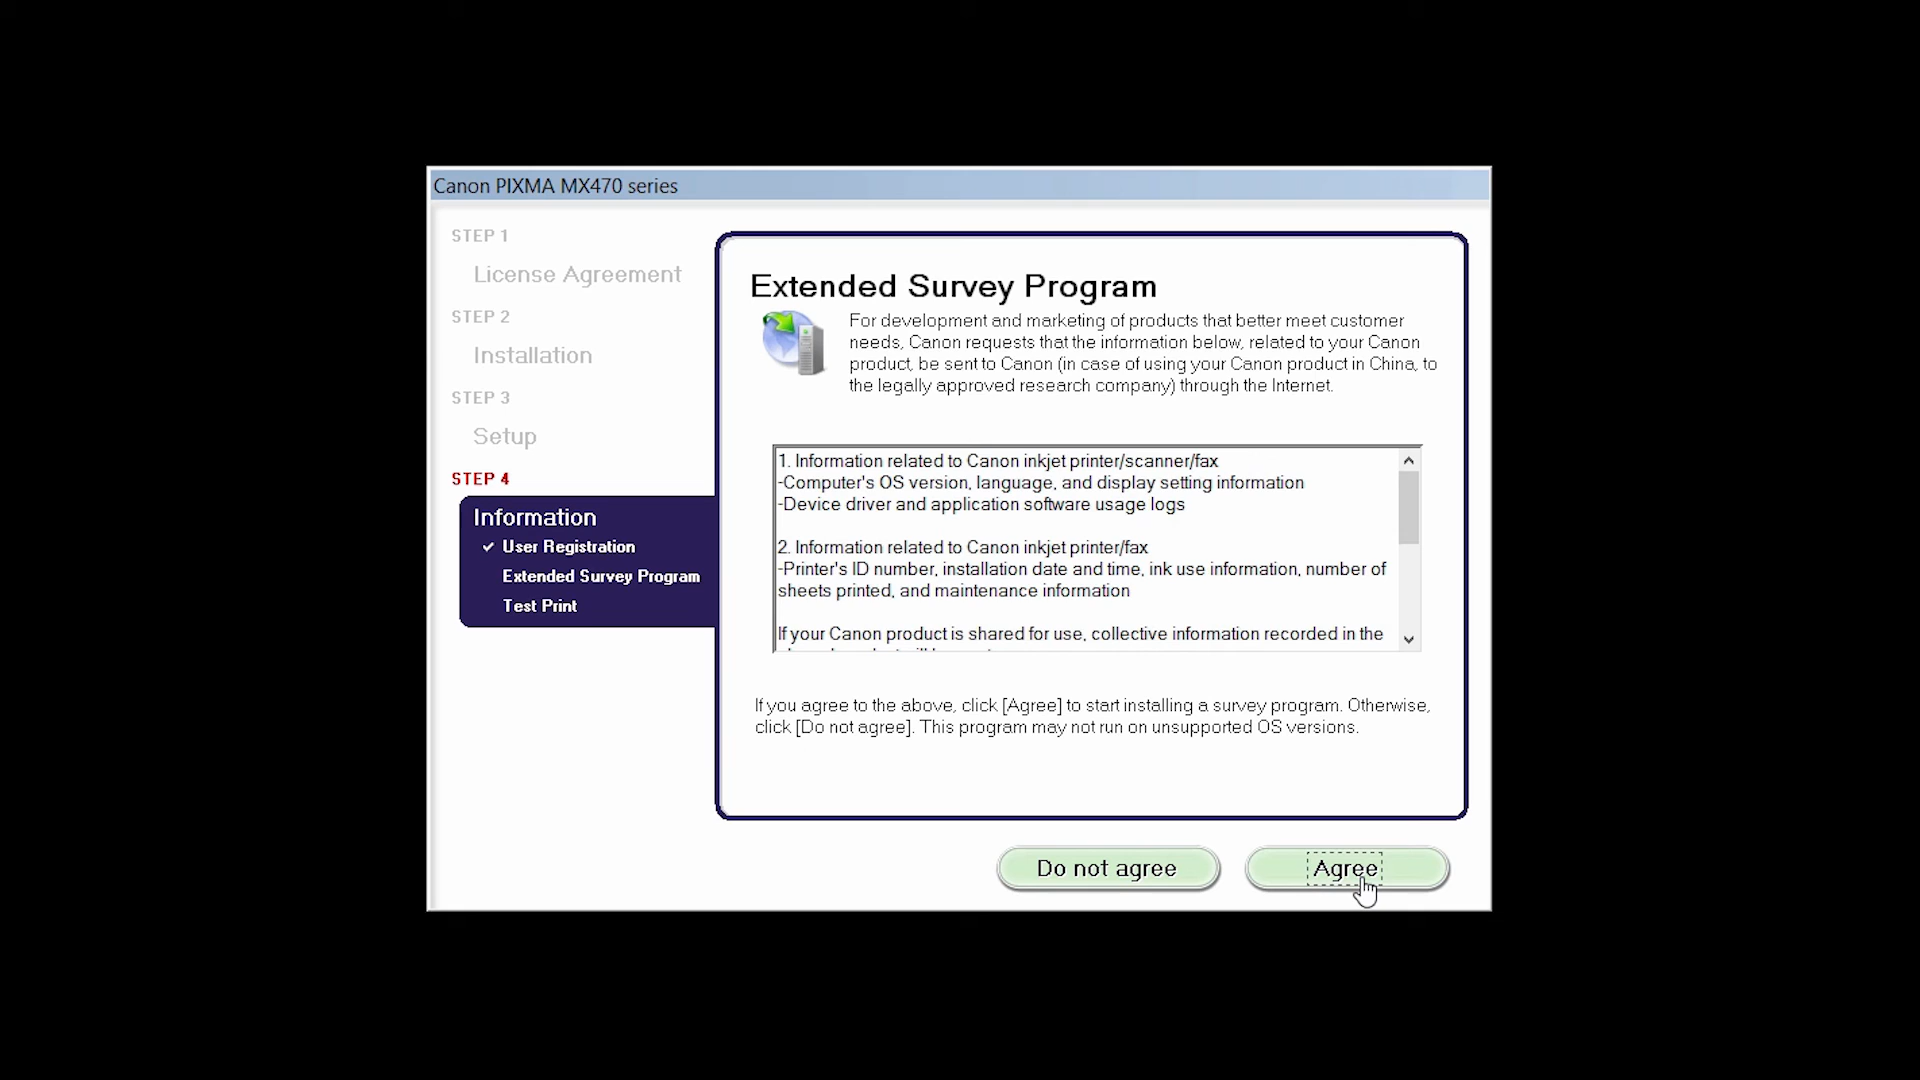 Canon PIXMA MX470 series
STEP 1
License Agreement
STEP 2
Installation
STEP 3
Setup
STEP 4
Information
User Registration
Extended Survey Program
Test Print
Extended Survey Program
For development and marketing of products that better meet customer
needs, Canon requests that the information below, related to your Canon
product, be sent to Canon (in case of using your Canon product in China, to
the legally approved research company) through the Internet.
1. Information related to Canon inkjet printer/scanner/fax
-Computer's OS version, language, and display setting information
-Device driver and application software usage logs
2. Information related to Canon inkjet printer/fax
-Printer's ID number, installation date and time, ink use information, number of
sheets printed, and maintenance information
If your Canon product is shared for use, collective information recorded in the
If you agree to the above, click [Agree] to start installing a survey program. Otherwise,
click [Do not agree]. This program may not run on unsupported OS versions.
Do not agree
Agree